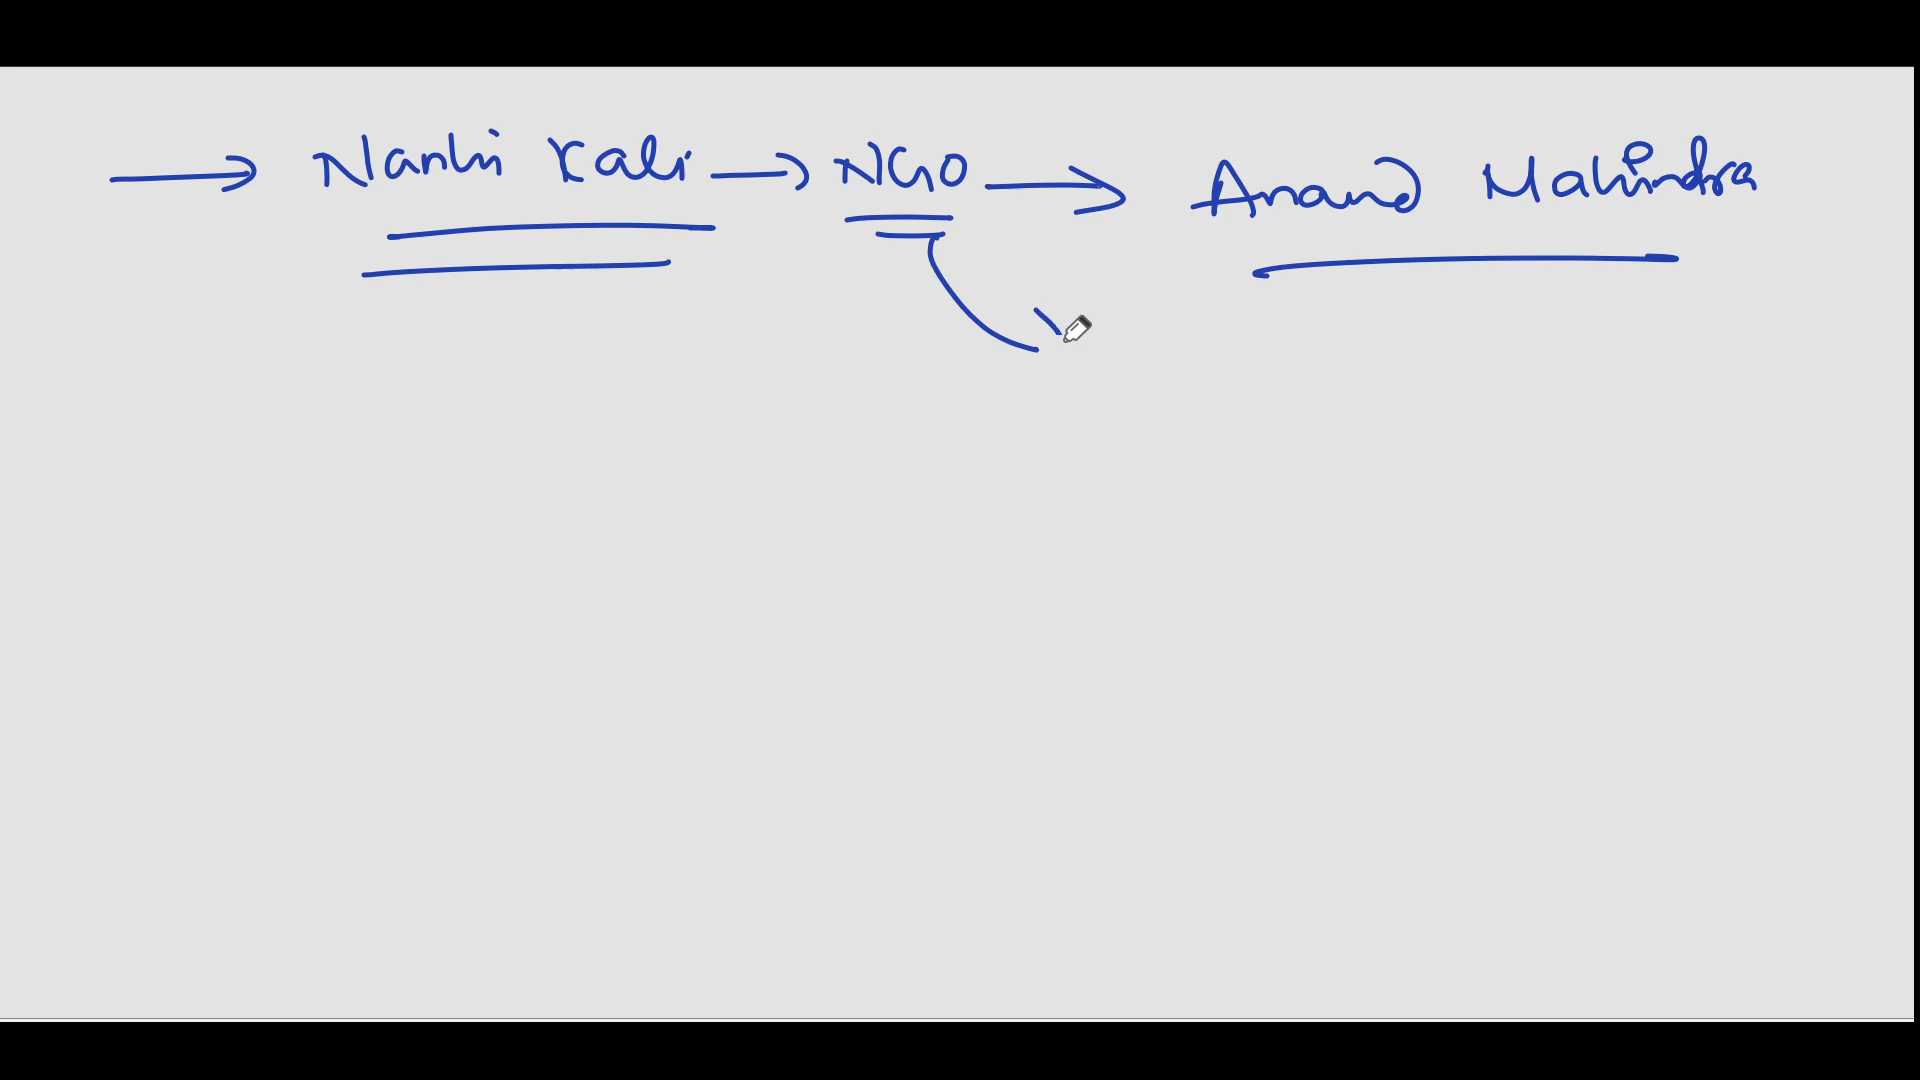 → Nanhi Kali → NGO → Anand Mahindra